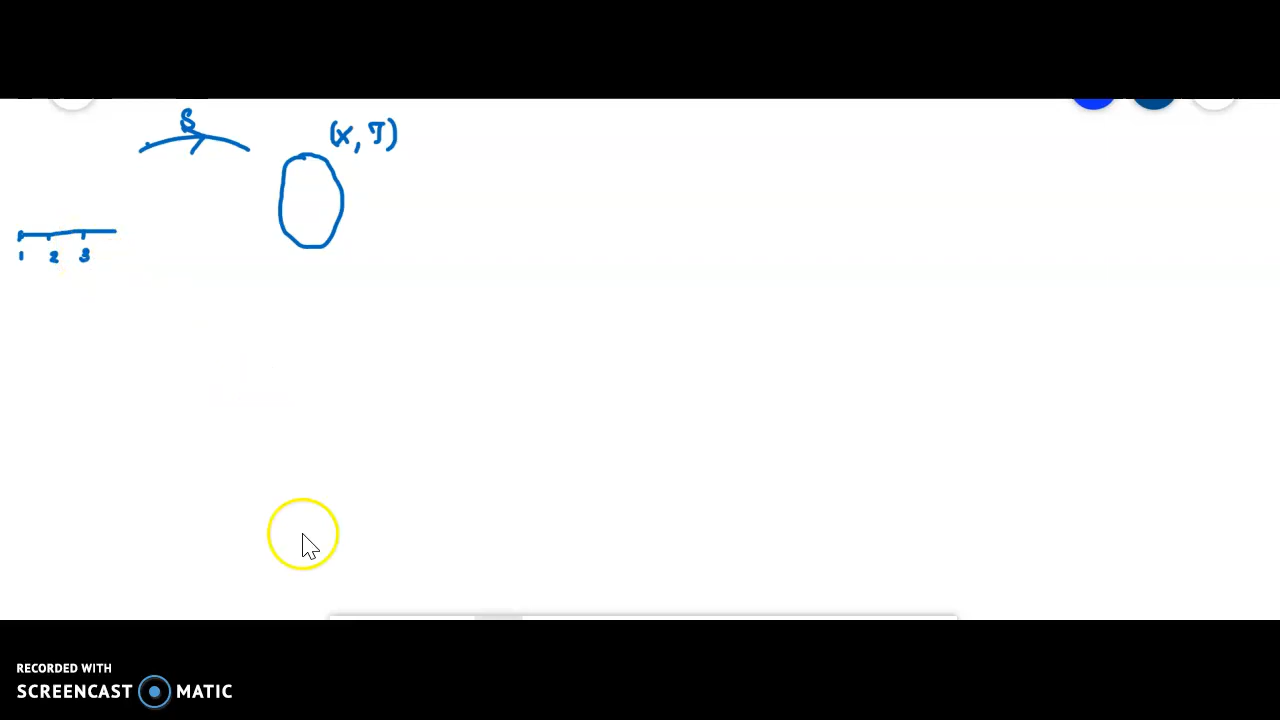 S
(X, T)
1 2 3
RECORDED WITH
SCREENCAST MATIC